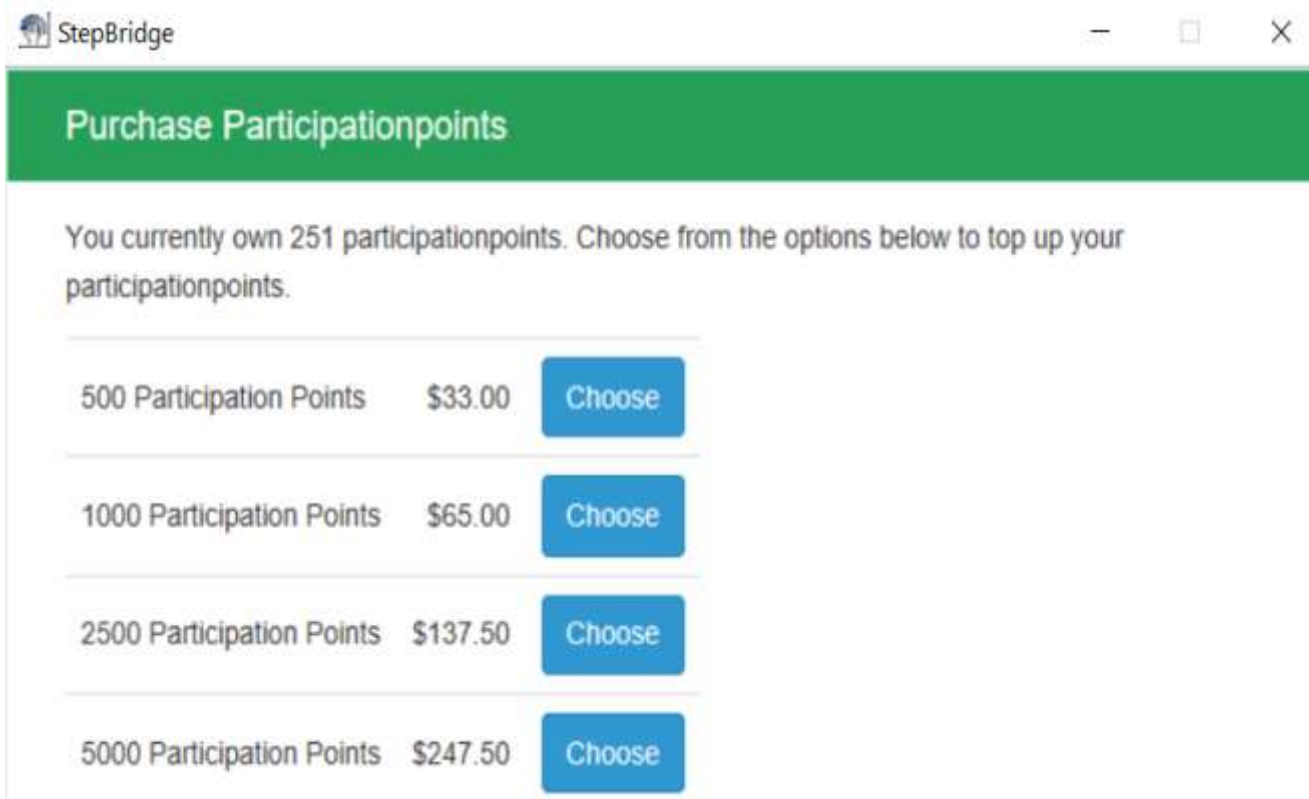 StepBridge
Purchase Participationpoints
You currently own 251 participationpoints. Choose from the options below to top up your
participationpoints.
500 Participation Points $33.00 Choose
1000 Participation Points $65.00 Choose
2500 Participation Points $137.50 Choose
5000 Participation Points $247.50 Choose